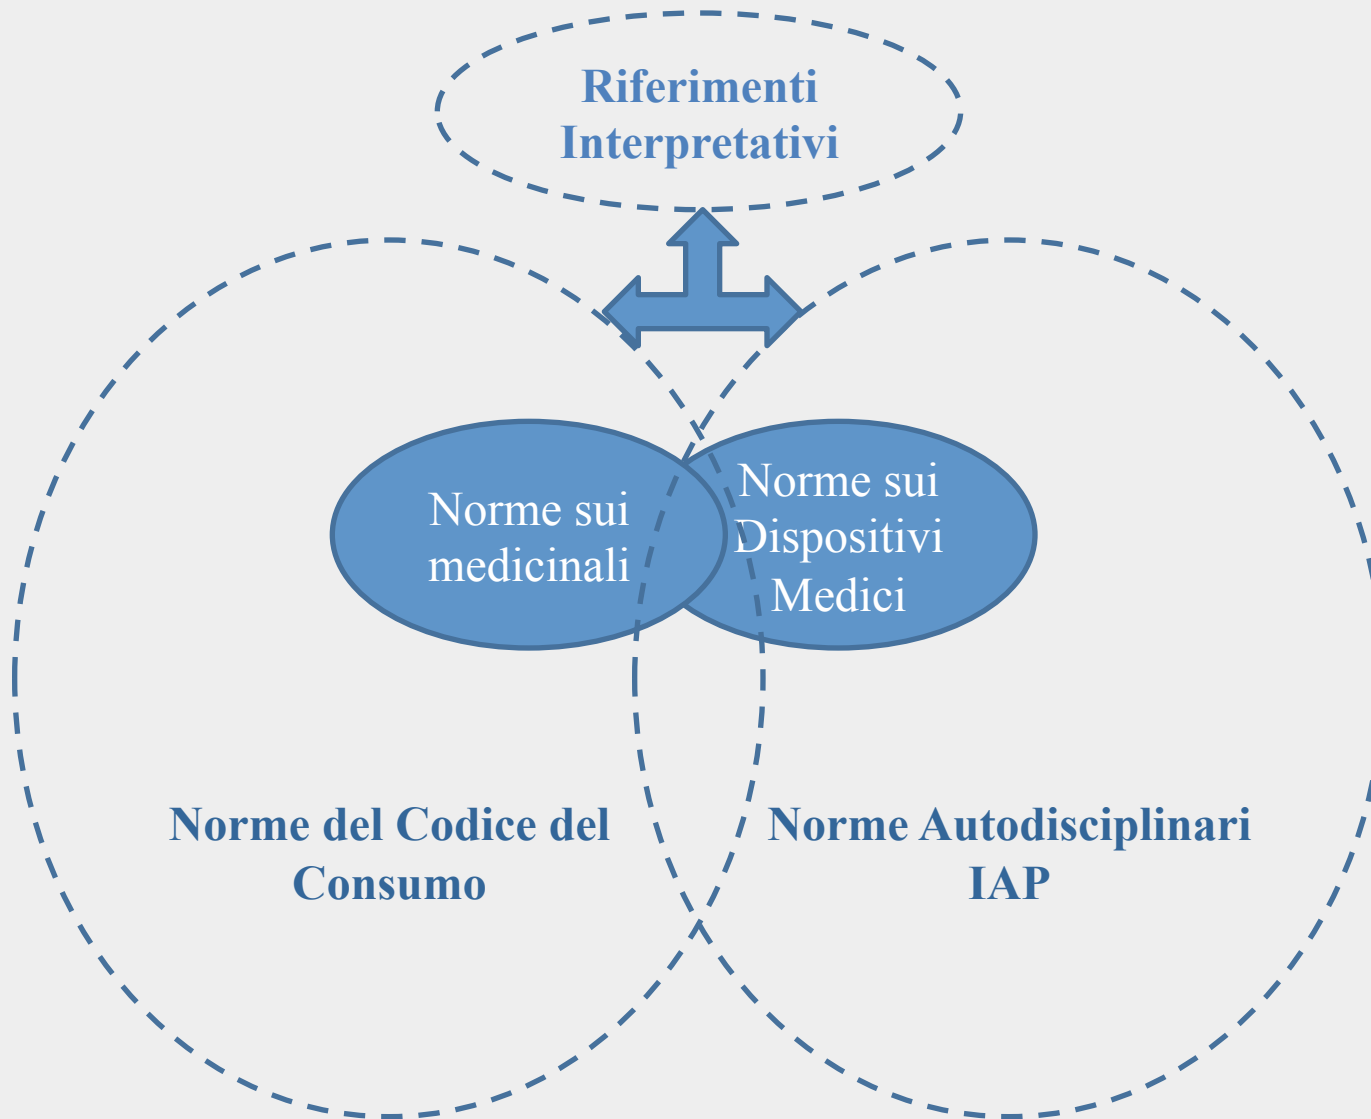 Riferimenti
Interpretativi
Norme sui
medicinali
Norme sui
Dispositivi
Medici
Norme del Codice del
Consumo
Norme Autodisciplinari
IAP